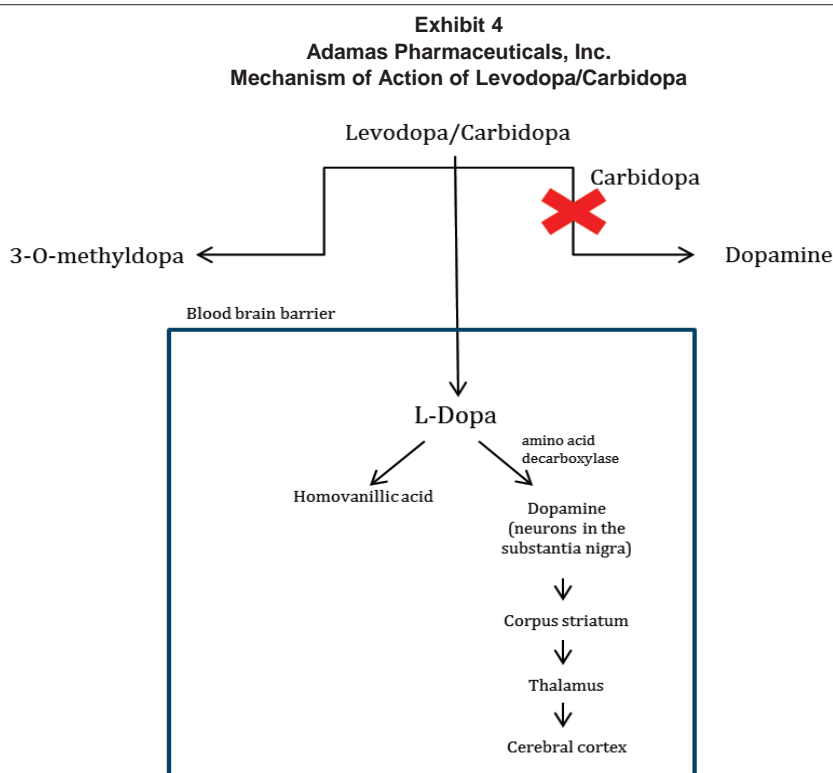 Exhibit 4
Adamas Pharmaceuticals, Inc.
Mechanism of Action of Levodopa/Carbidopa
Levodopa/Carbidopa
Carbidopa
3-O-methyldopa
Dopamine
Blood brain barrier
L-Dopa
amino acid
decarboxylase
Homovanillic acid
Dopamine
(neurons in the
substantia nigra)
Corpus striatum
Thalamus
Cerebral cortex